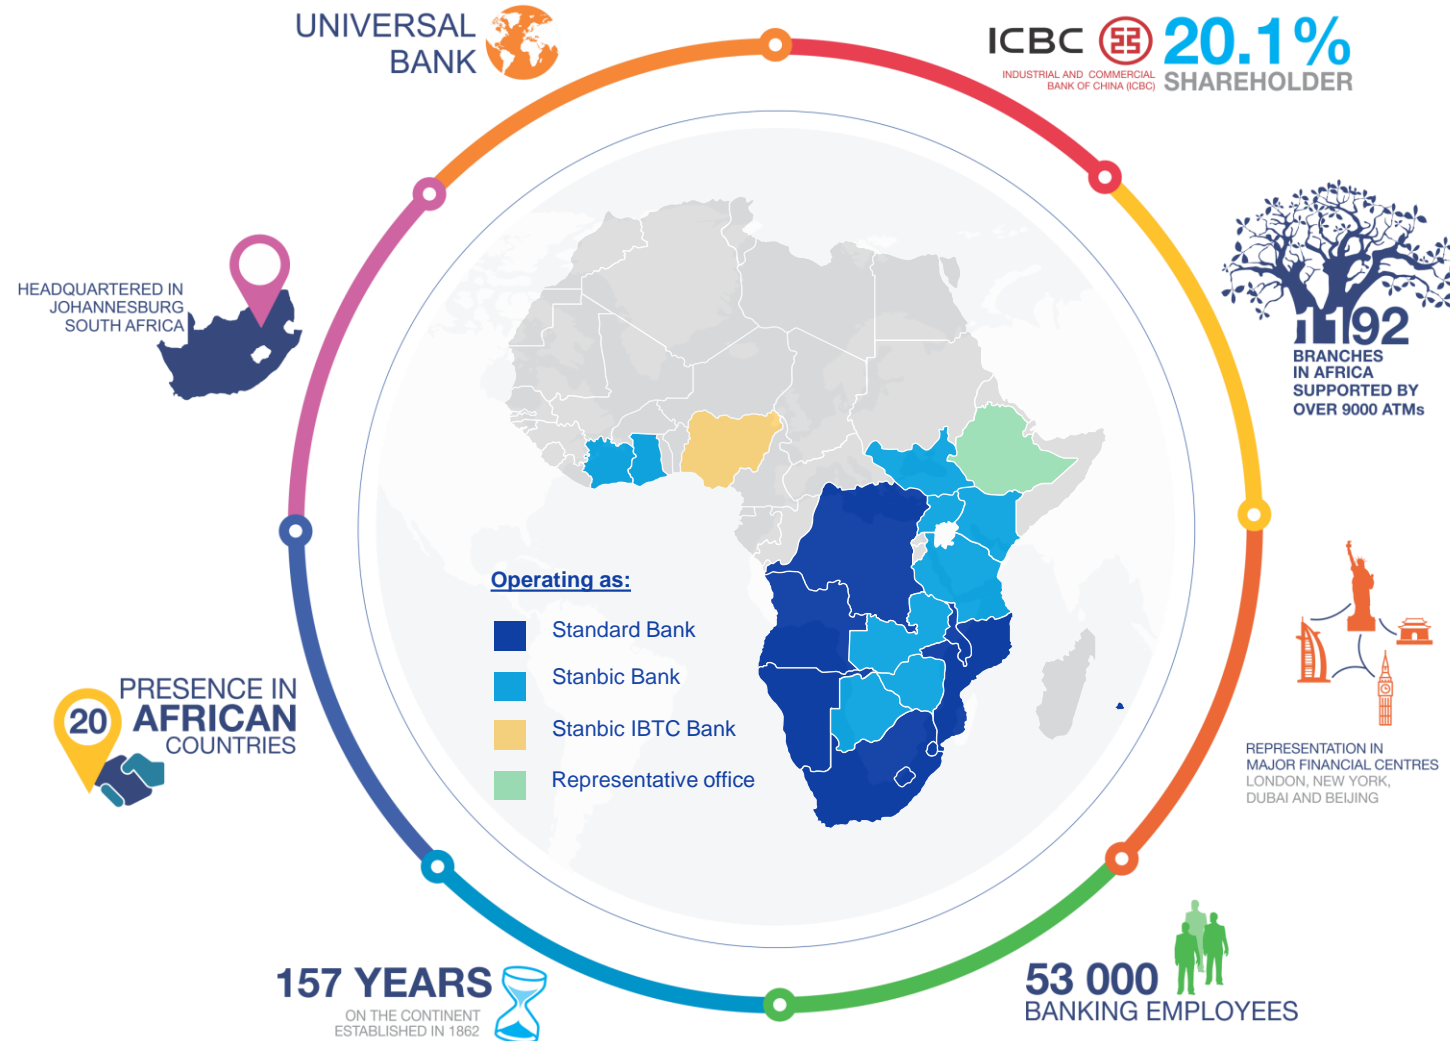 UNIVERSAL
BANK
ICBC 20.1%
INDUSTRIAL AND COMMERCIAL
BANK OF CHINA (ICBC)
SHAREHOLDER
HEADQUARTERED IN
JOHANNESBURG
SOUTH AFRICA
1192
BRANCHES
IN AFRICA
SUPPORTED BY
OVER 9000 ATMs
Operating as:
Standard Bank
Stanbic Bank
Stanbic IBTC Bank
Representative office
REPRESENTATION IN
MAJOR FINANCIAL CENTRES
LONDON, NEW YORK,
DUBAI AND BEIJING
20
PRESENCE IN
AFRICAN
COUNTRIES
157 YEARS
ON THE CONTINENT
ESTABLISHED IN 1862
53 000
BANKING EMPLOYEES